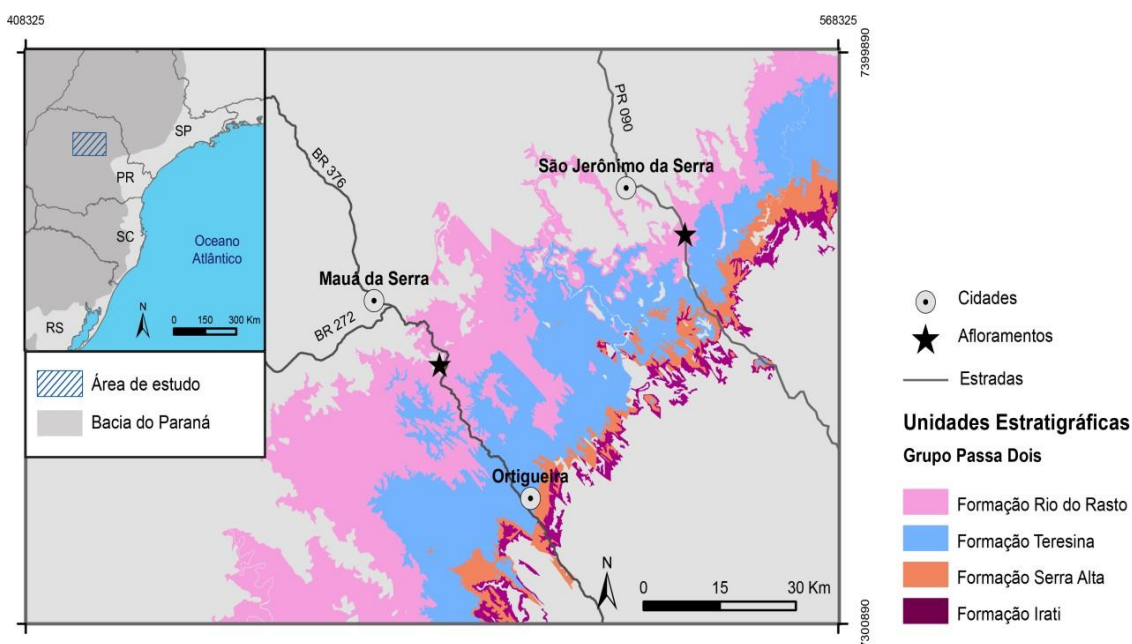 408325
568325
7399890
7300890
SP
PR
SC
RS
Oceano
Atlântico
N
0 150 300 Km
Área de estudo
Bacia do Paraná
BR 376
PR 090
São Jerônimo da Serra
Mauá da Serra
BR 272
Ortigueira
N
0 15 30 Km
Cidades
Afloramentos
Estradas
Unidades Estratigráficas
Grupo Passa Dois
Formação Rio do Rasto
Formação Teresina
Formação Serra Alta
Formação Irati